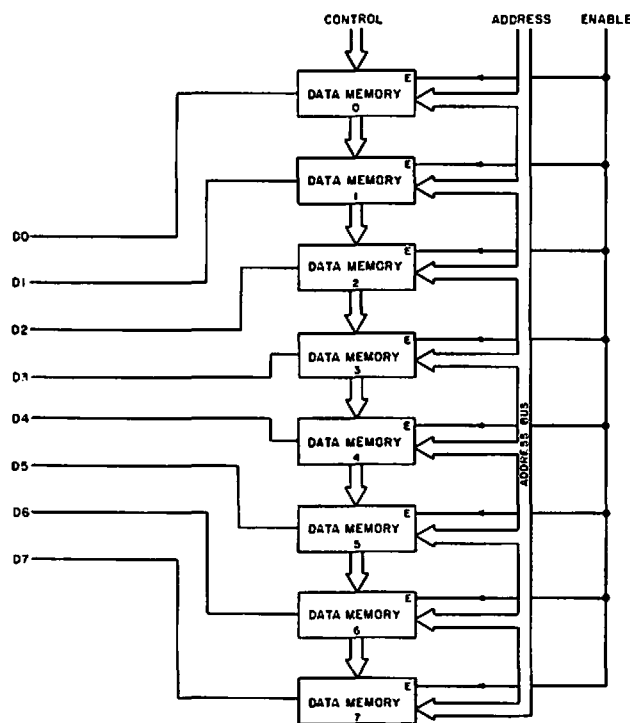 CONTROL ADDRESS ENABLE
E
DATA MEMORY
0
E
DATA MEMORY
1
D0
E
DATA MEMORY
2
D1
D2
E
DATA MEMORY
3
D3
D4
E
DATA MEMORY
4
ADDRESS BUS
D5
E
DATA MEMORY
5
D6
D7
E
DATA MEMORY
6
E
DATA MEMORY
7